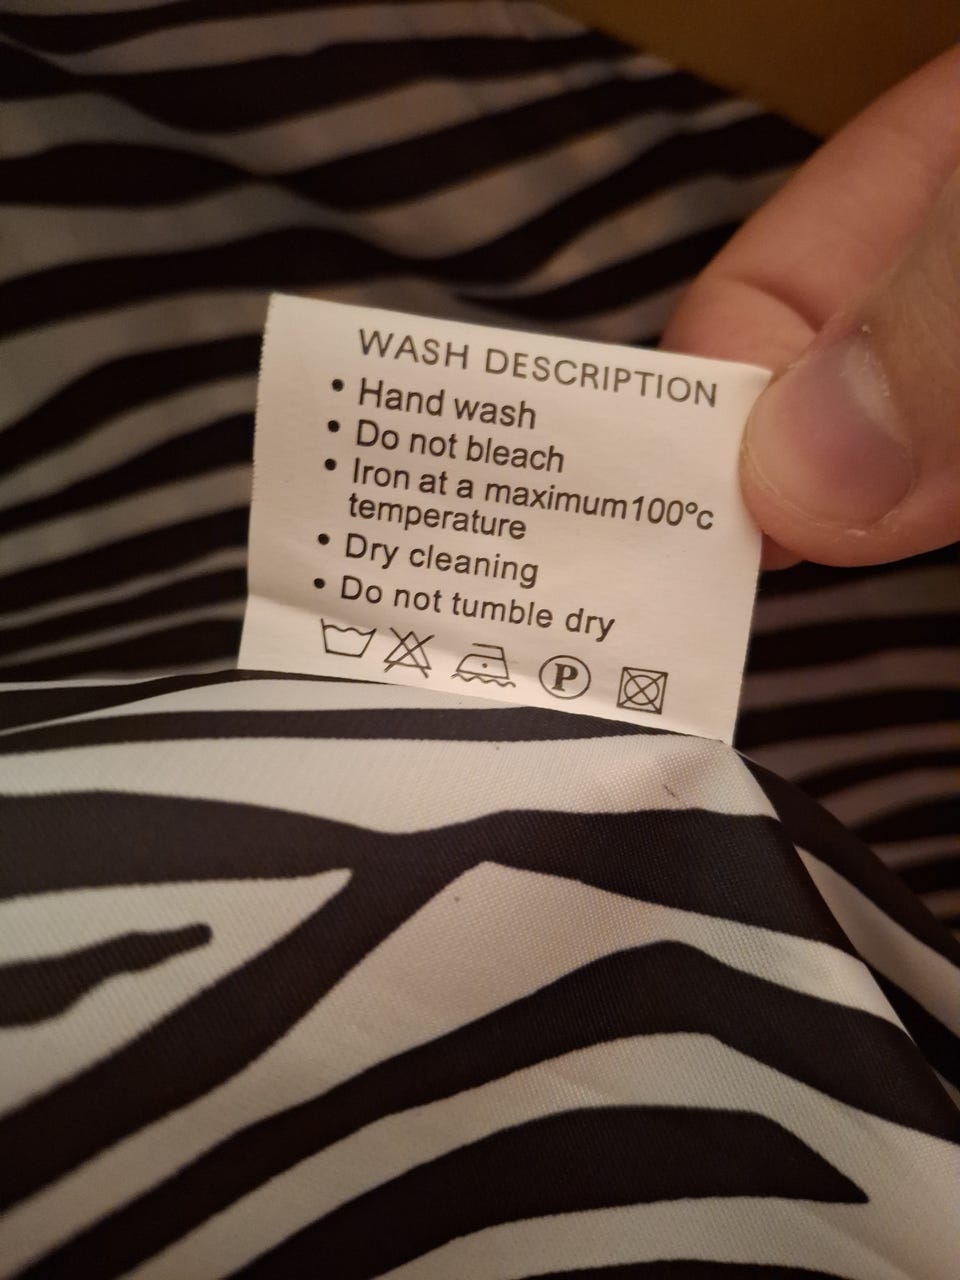 WASH DESCRIPTION
• Hand wash
• Do not bleach
• Iron at a maximum100°c
temperature
• Dry cleaning
• Do not tumble dry
P